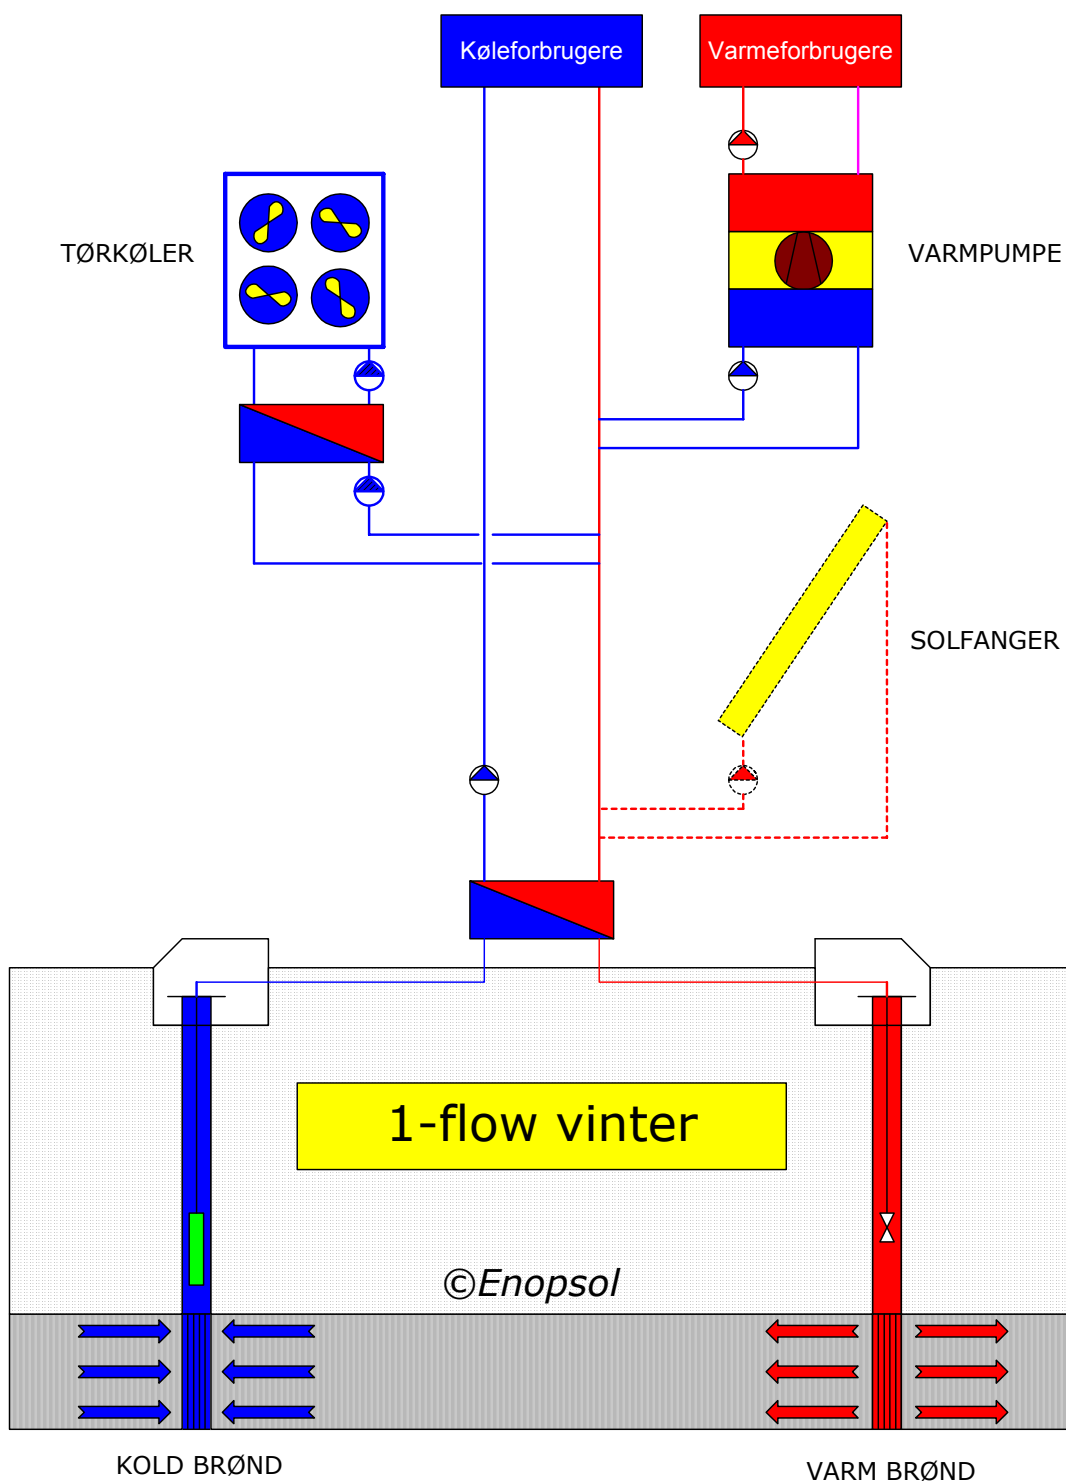 Køleforbrugere
Varmeforbrugere
TØRKØLER
VARMPUMPE
SOLFANGER
1-flow vinter
©Enopsol
KOLD BRØND
VARM BRØND